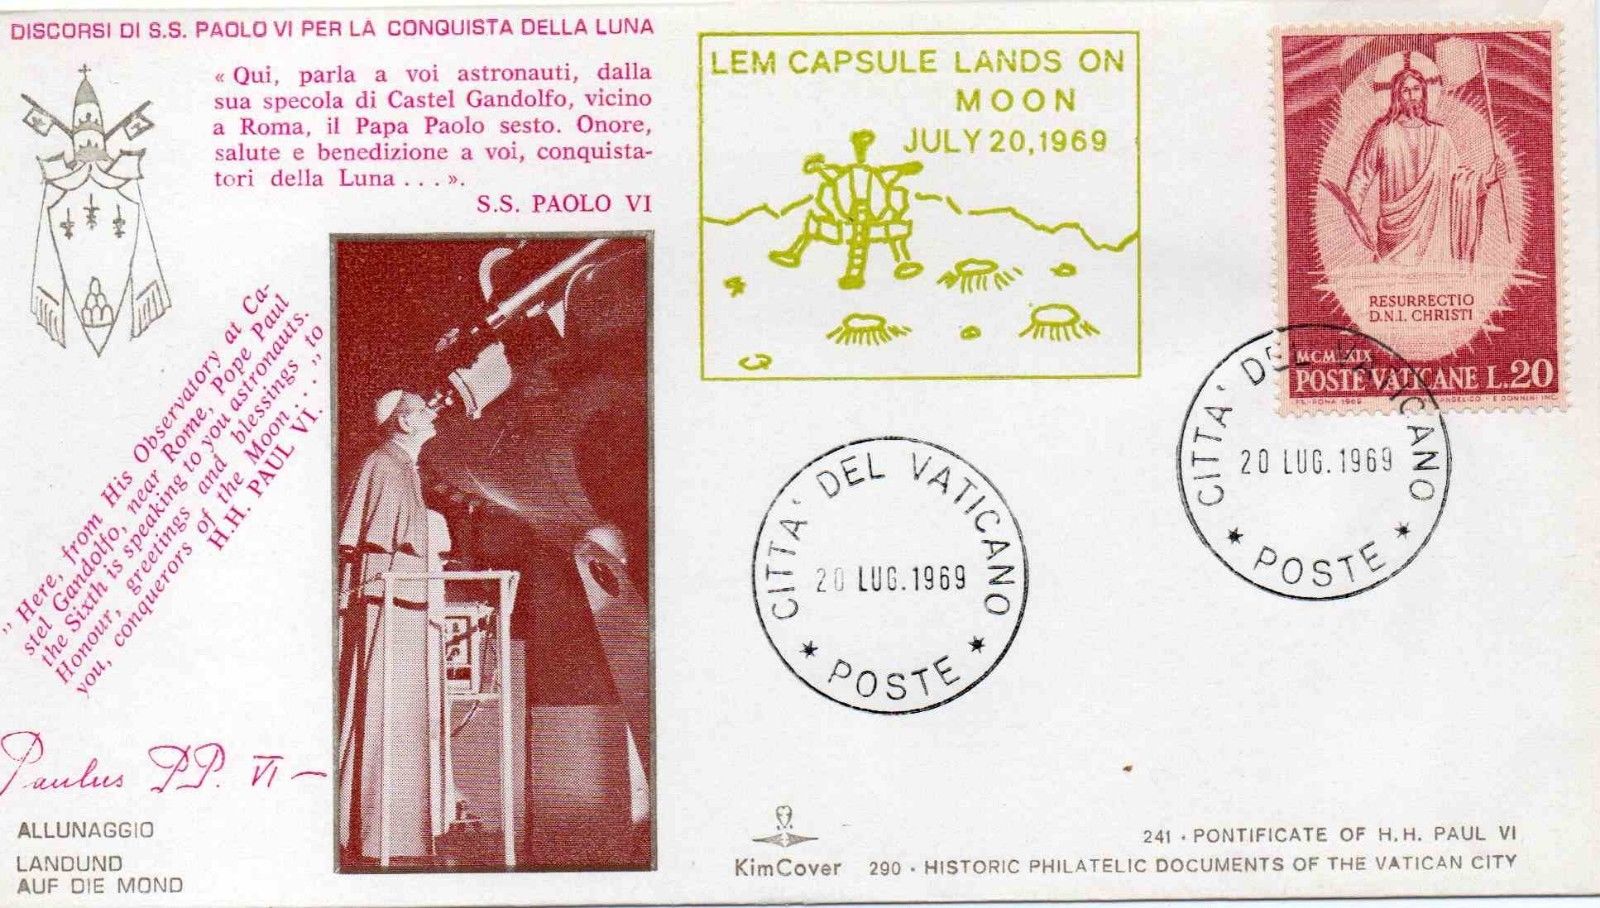 DISCORSI DI S.S. PAOLO VI PER LA CONQUISTA DELLA LUNA
« Qui, parla a voi astronauti, dalla
sua specola di Castel Gandolfo, vicino
a Roma, il Papa Paolo sesto. Onore,
salute e benedizione a voi, conquista-
tori della Luna . . . ».
S.S. PAOLO VI
„ Here, from His Observatory at Ca-
stel Gandolfo, near Rome, Pope Paul
the Sixth is speaking to you astronauts.
Honour, greetings and blessings to
you, conquerors of the Moon . . . ”
H.H. PAUL VI.
Paulus PP. VI
ALLUNAGGIO
LANDUND
AUF DIE MOND
LEM CAPSULE LANDS ON
MOON
JULY 20, 1969
RESURRECTIO
D.N.I. CHRISTI
MCMLXIX
POSTE VATICANE L.20
CITTA' DEL VATICANO
20 LUG. 1969
* POSTE *
CITTA' DEL VATICANO
20 LUG. 1969
* POSTE *
KimCover
241 · PONTIFICATE OF H.H. PAUL VI
290 · HISTORIC PHILATELIC DOCUMENTS OF THE VATICAN CITY